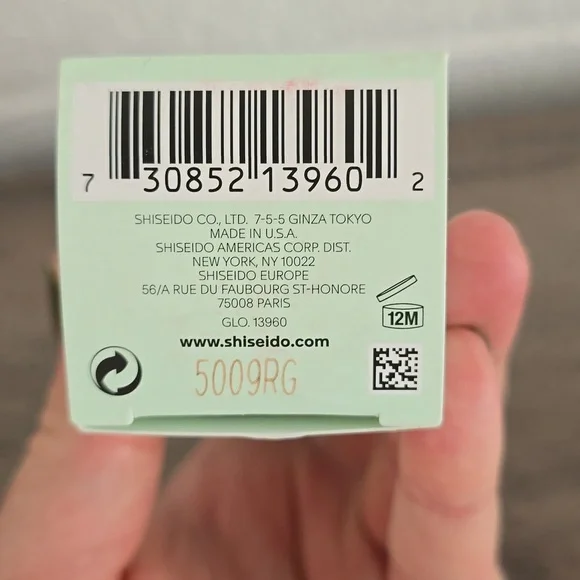 7 30852 13960 2
SHISEIDO CO., LTD. 7-5-5 GINZA TOKYO
MADE IN U.S.A.
SHISEIDO AMERICAS CORP. DIST.
NEW YORK, NY 10022
SHISEIDO EUROPE
56/A RUE DU FAUBOURG ST-HONORE
75008 PARIS
GLO. 13960
12M
www.shiseido.com
5009RG